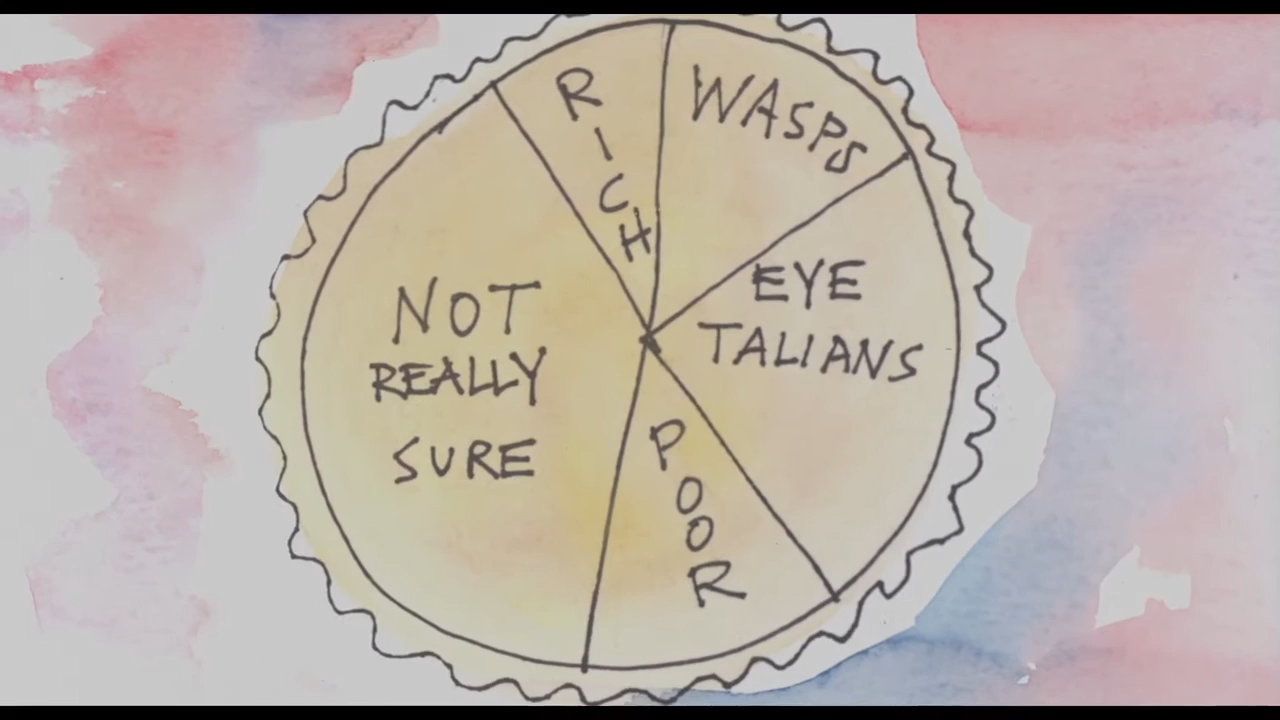 RICH
WASPS
EYE
TALIANS
POOR
NOT
REALLY
SURE